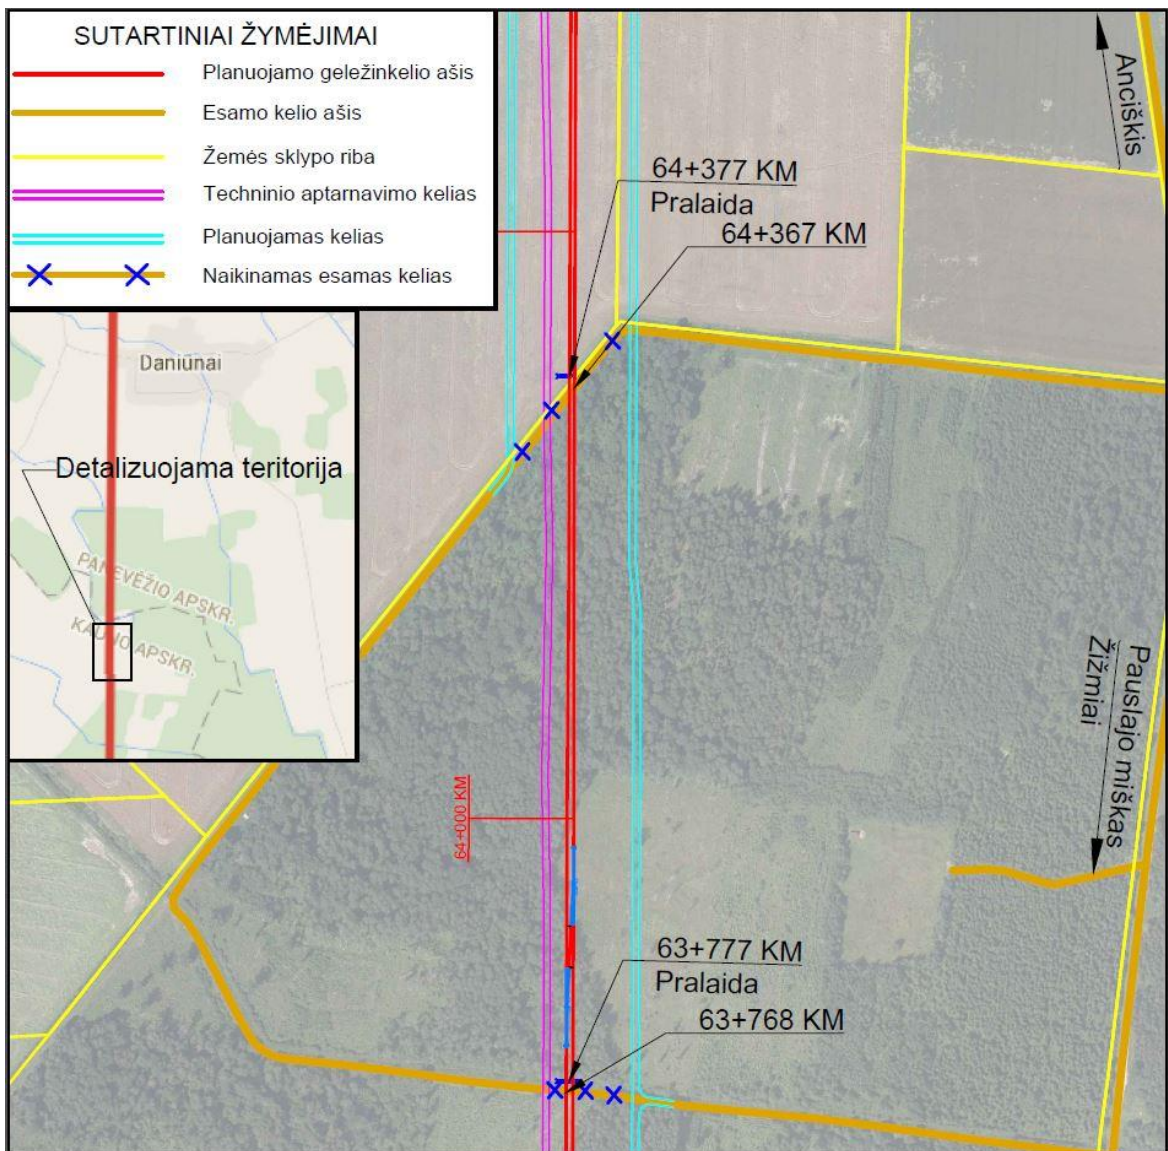 SUTARTINIAI ŽYMĖJIMAI
Planuojamo geležinkelio ašis
Esamo kelio ašis
Žemės sklypo riba
Techninio aptarnavimo kelias
Planuojamas kelias
Naikinamas esamas kelias
Anciškis
64+377 KM
Pralaida
64+367 KM
Daniūnai
Detalizuojama teritorija
PANEVĖŽIO APSKR.
KAUNO APSKR.
Pauslajo miškas
Žižmiai
64+000 KM
63+777 KM
Pralaida
63+768 KM